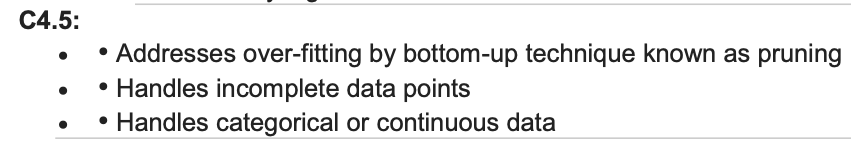 C4.5:
• • Addresses over-fitting by bottom-up technique known as pruning
• • Handles incomplete data points
• • Handles categorical or continuous data